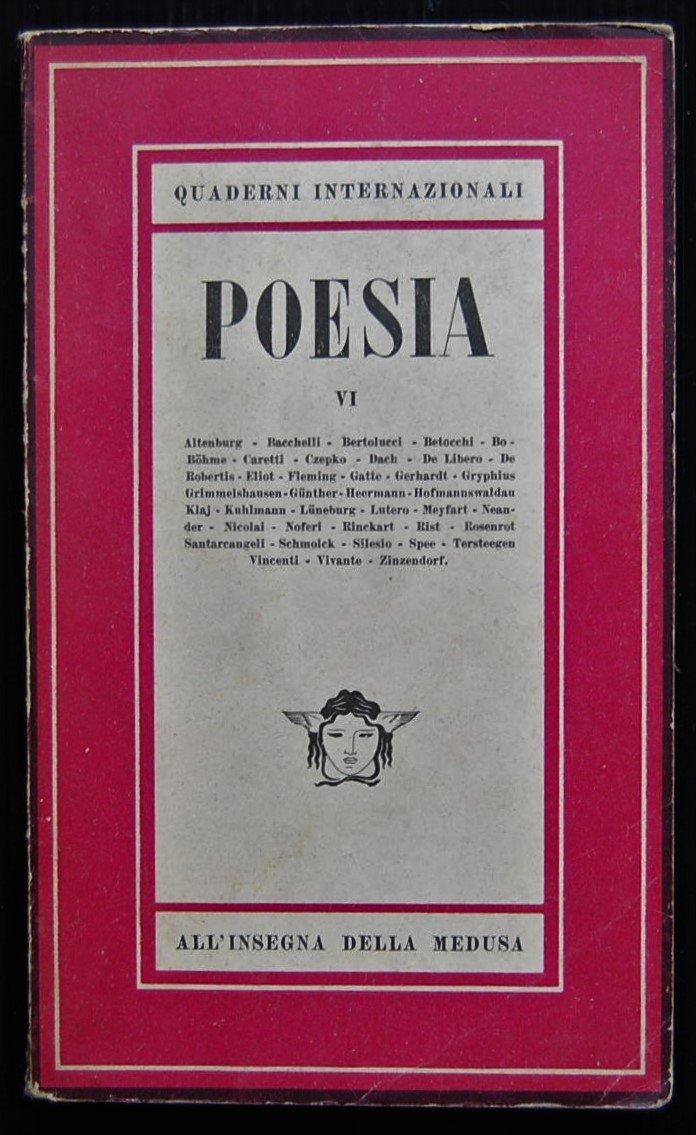 QUADERNI INTERNAZIONALI
POESIA
VI
Altenburg - Bacchelli - Bertolucci - Betocchi - Bo -
Böhme - Caretti - Czepko - Dach - De Libero - De
Robertis - Eliot - Fleming - Gatto - Gerhardt - Gryphius
Grimmelshausen - Günther - Heermann - Hofmannswaldau
Klaj - Kuhlmann - Lüneburg - Lutero - Meyfart - Nean-
der - Nicolai - Noferi - Rinckart - Rist - Rosenrot
Santarcangeli - Schmolck - Silesio - Spee - Tersteegen
Vincenti - Vivante - Zinzendorf.
ALL'INSEGNA DELLA MEDUSA